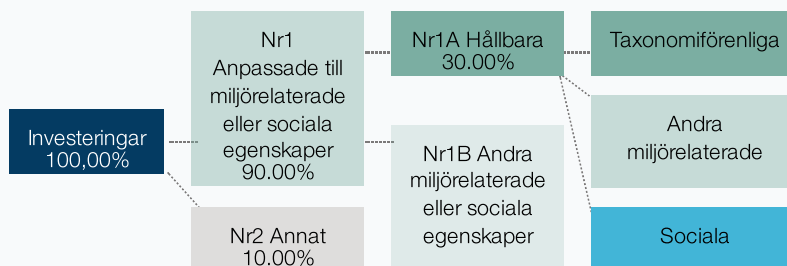 Investeringar
100,00%
Nr1
Anpassade till
miljörelaterade
eller sociala
egenskaper
90.00%
Nr2 Annat
10.00%
Nr1A Hållbara
30.00%
Nr1B Andra
miljörelaterade
eller sociala
egenskaper
Taxonomiförenliga
Andra
miljörelaterade
Sociala